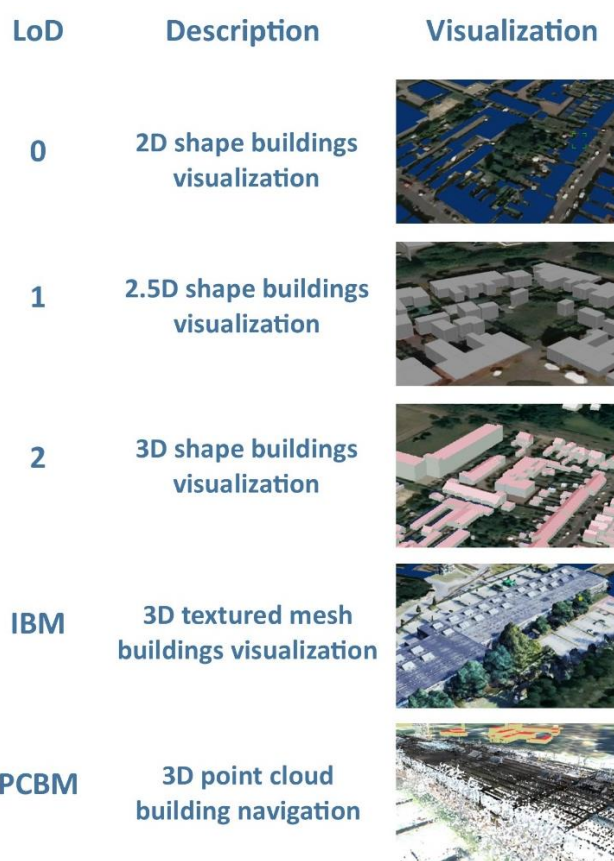 LoD Description Visualization
0 2D shape buildings
visualization
1 2.5D shape buildings
visualization
2 3D shape buildings
visualization
IBM 3D textured mesh
buildings visualization
PCBM 3D point cloud
building navigation